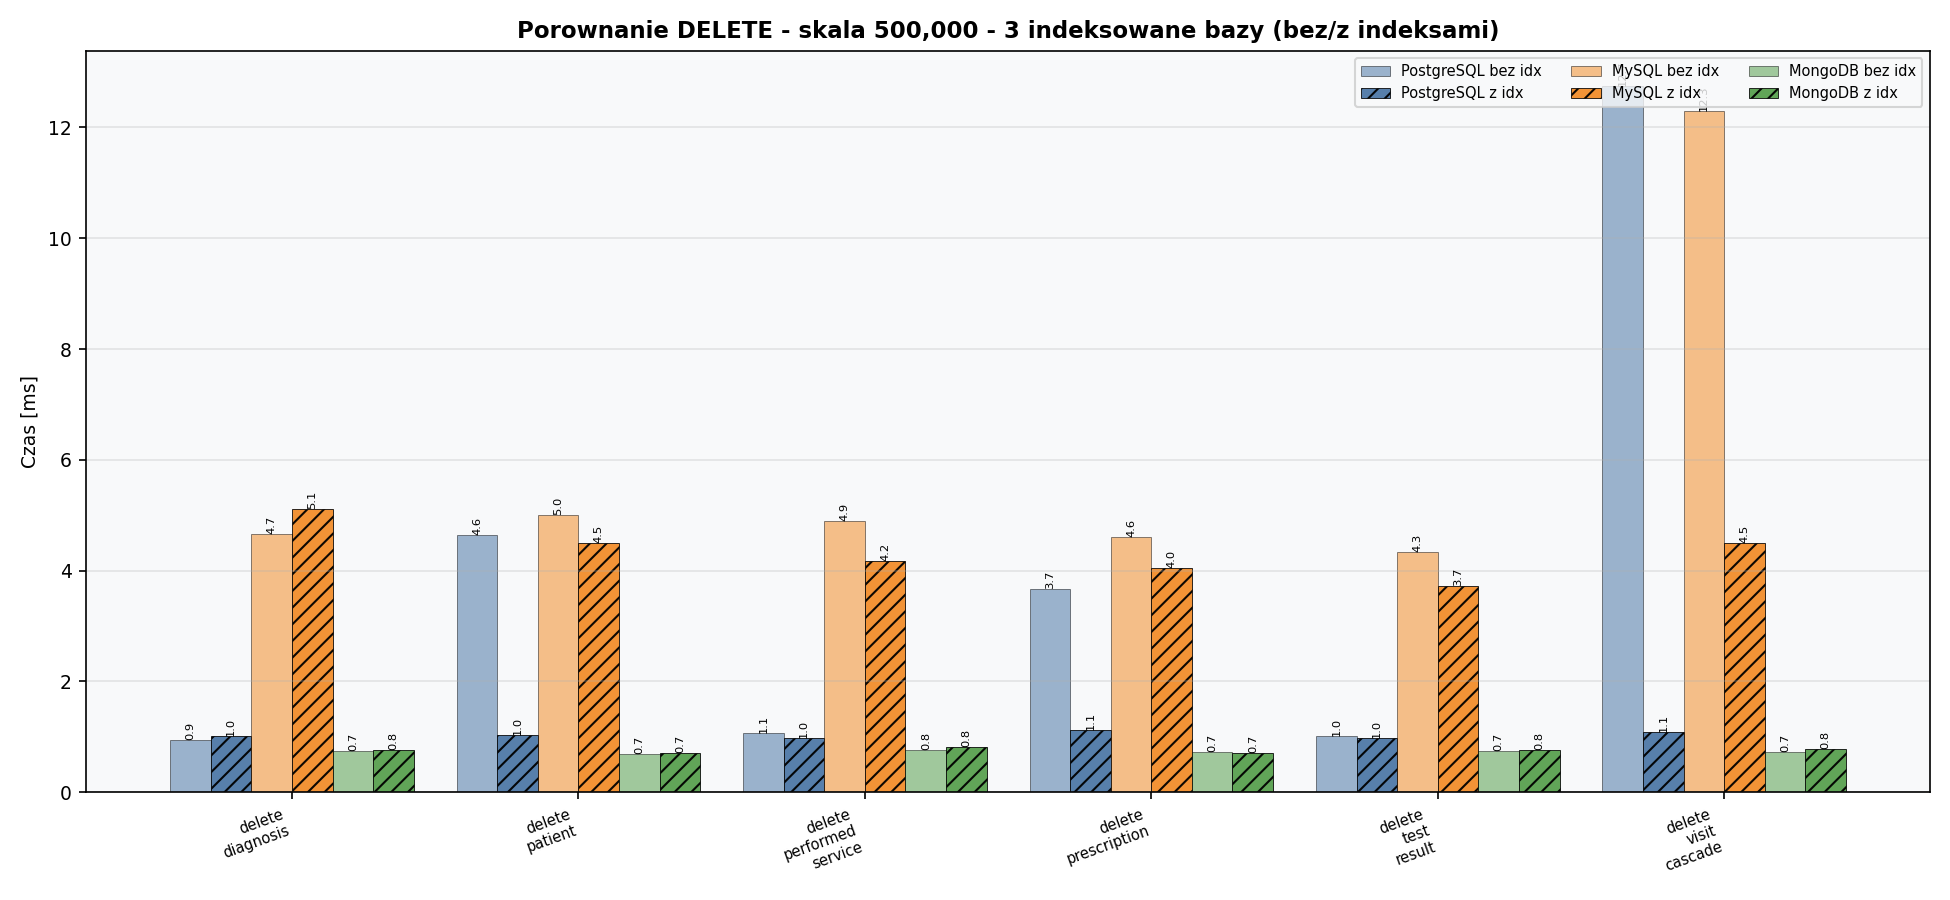 Porownanie DELETE - skala 500,000 - 3 indeksowane bazy (bez/z indeksami)
PostgreSQL bez idx
MySQL bez idx
MongoDB bez idx
PostgreSQL z idx
MySQL z idx
MongoDB z idx
Czas [ms]
12
10
8
6
4
2
0
0.9
1.0
4.7
5.1
0.7
0.8
4.6
1.0
5.0
4.5
0.7
0.7
1.1
1.0
4.9
4.2
0.8
0.8
3.7
1.1
4.6
4.0
0.7
0.7
1.0
1.0
4.3
3.7
0.7
0.8
1.1
12.3
4.5
0.7
0.8
delete
diagnosis
delete
patient
delete
performed
service
delete
prescription
delete
test
result
delete
visit
cascade